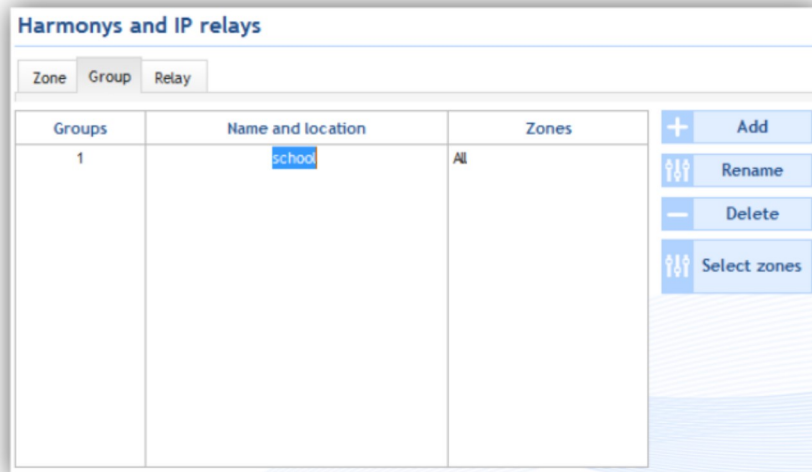 Harmonys and IP relays
Zone Group Relay
Groups Name and location Zones
1 school All
Add
Rename
Delete
Select zones